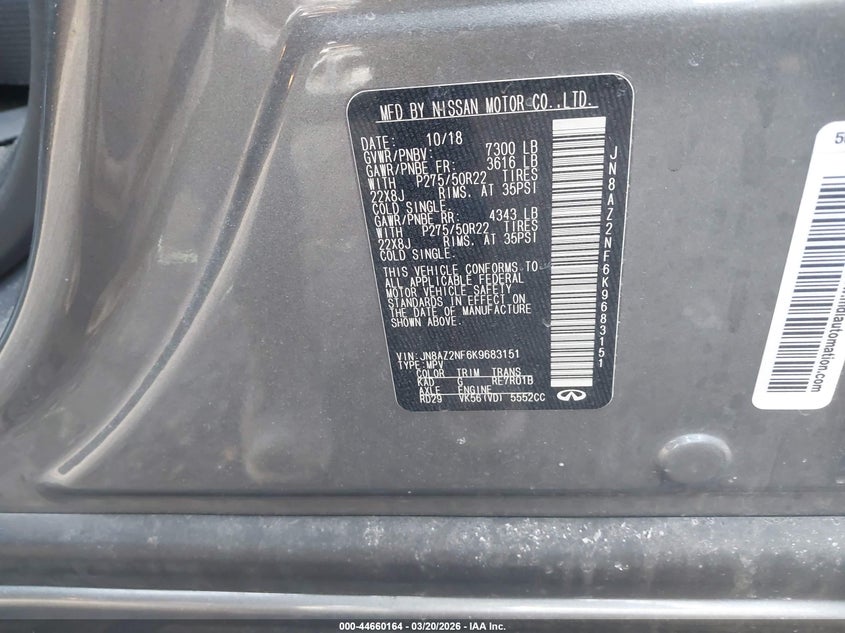 MFD BY NISSAN MOTOR CO.,LTD.
DATE: 10/18
GVWR/PNBV: 7300 LB
GAWR/PNBE FR: 3616 LB
WITH P275/50R22 TIRES
22X8J RIMS. AT 35PSI
COLD SINGLE.
GAWR/PNBE RR: 4343 LB
WITH P275/50R22 TIRES
22X8J RIMS. AT 35PSI
COLD SINGLE.
THIS VEHICLE CONFORMS TO
ALL APPLICABLE FEDERAL
MOTOR VEHICLE SAFETY
STANDARDS IN EFFECT ON
THE DATE OF MANUFACTURE
SHOWN ABOVE.
VIN:JN8AZ2NF6K9683151
TYPE:MPV
COLOR TRIM TRANS
KAD G RE7R01B
AXLE ENGINE
RD29 VK56(VD) 5552CC
JN8AZ2NF6K9683151
000-44660164 - 03/20/2026 - IAA Inc.